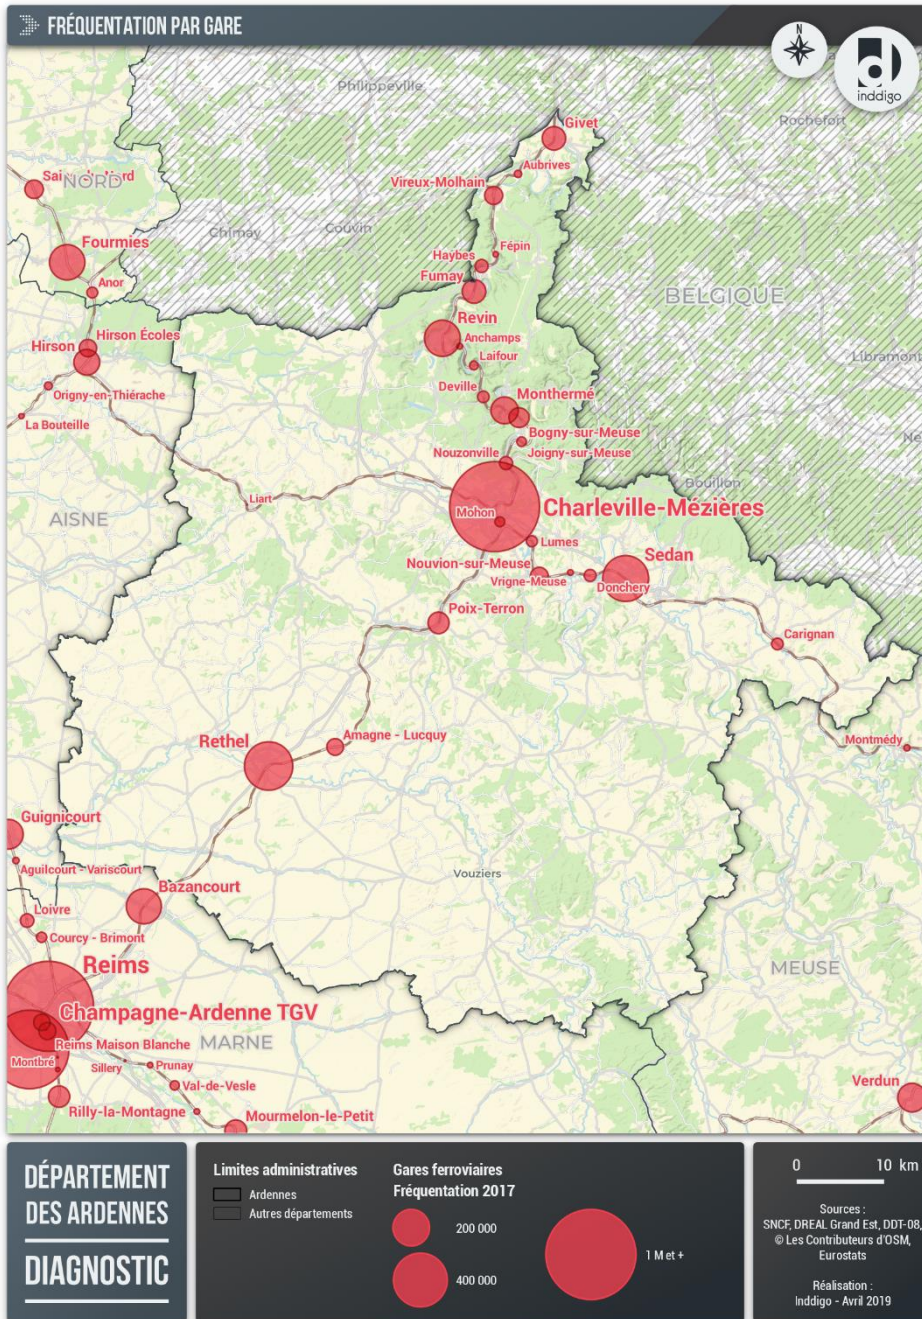 FRÉQUENTATION PAR GARE
N
inddigo
Philippeville
Rochefort
Givet
Aubrives
Vireux-Molhain
NORD
Fourmies
Chimay
Couvin
Fépin
Haybes
Fumay
Anor
BELGIQUE
Revin
Anchamps
Hirson Écoles
Hirson
Laifour
Libramont
Origny-en-Thiérache
Deville
Monthermé
La Bouteille
Bogny-sur-Meuse
Joigny-sur-Meuse
Nouzonville
Bouillon
Liart
Charleville-Mézières
Mohon
AISNE
Lumes
Sedan
Nouvion-sur-Meuse
Vrigne-Meuse
Donchery
Poix-Terron
Carignan
Amagne - Lucquy
Rethel
Montmédy
Guignicourt
Aguilcourt - Variscourt
Vouziers
Bazancourt
Loivre
Courcy - Brimont
Reims
MEUSE
Champagne-Ardenne TGV
Reims Maison Blanche
MARNE
Montbré
Sillery
Prunay
Val-de-Vesle
Verdun
Rilly-la-Montagne
Mourmelon-le-Petit
DÉPARTEMENT
DES ARDENNES
DIAGNOSTIC
Limites administratives
Ardennes
Autres départements
Gares ferroviaires
Fréquentation 2017
200 000
400 000
1 M et +
0 10 km
Sources :
SNCF, DREAL Grand Est, DDT-08,
© Les Contributeurs d'OSM,
Eurostats
Réalisation :
Inddigo - Avril 2019